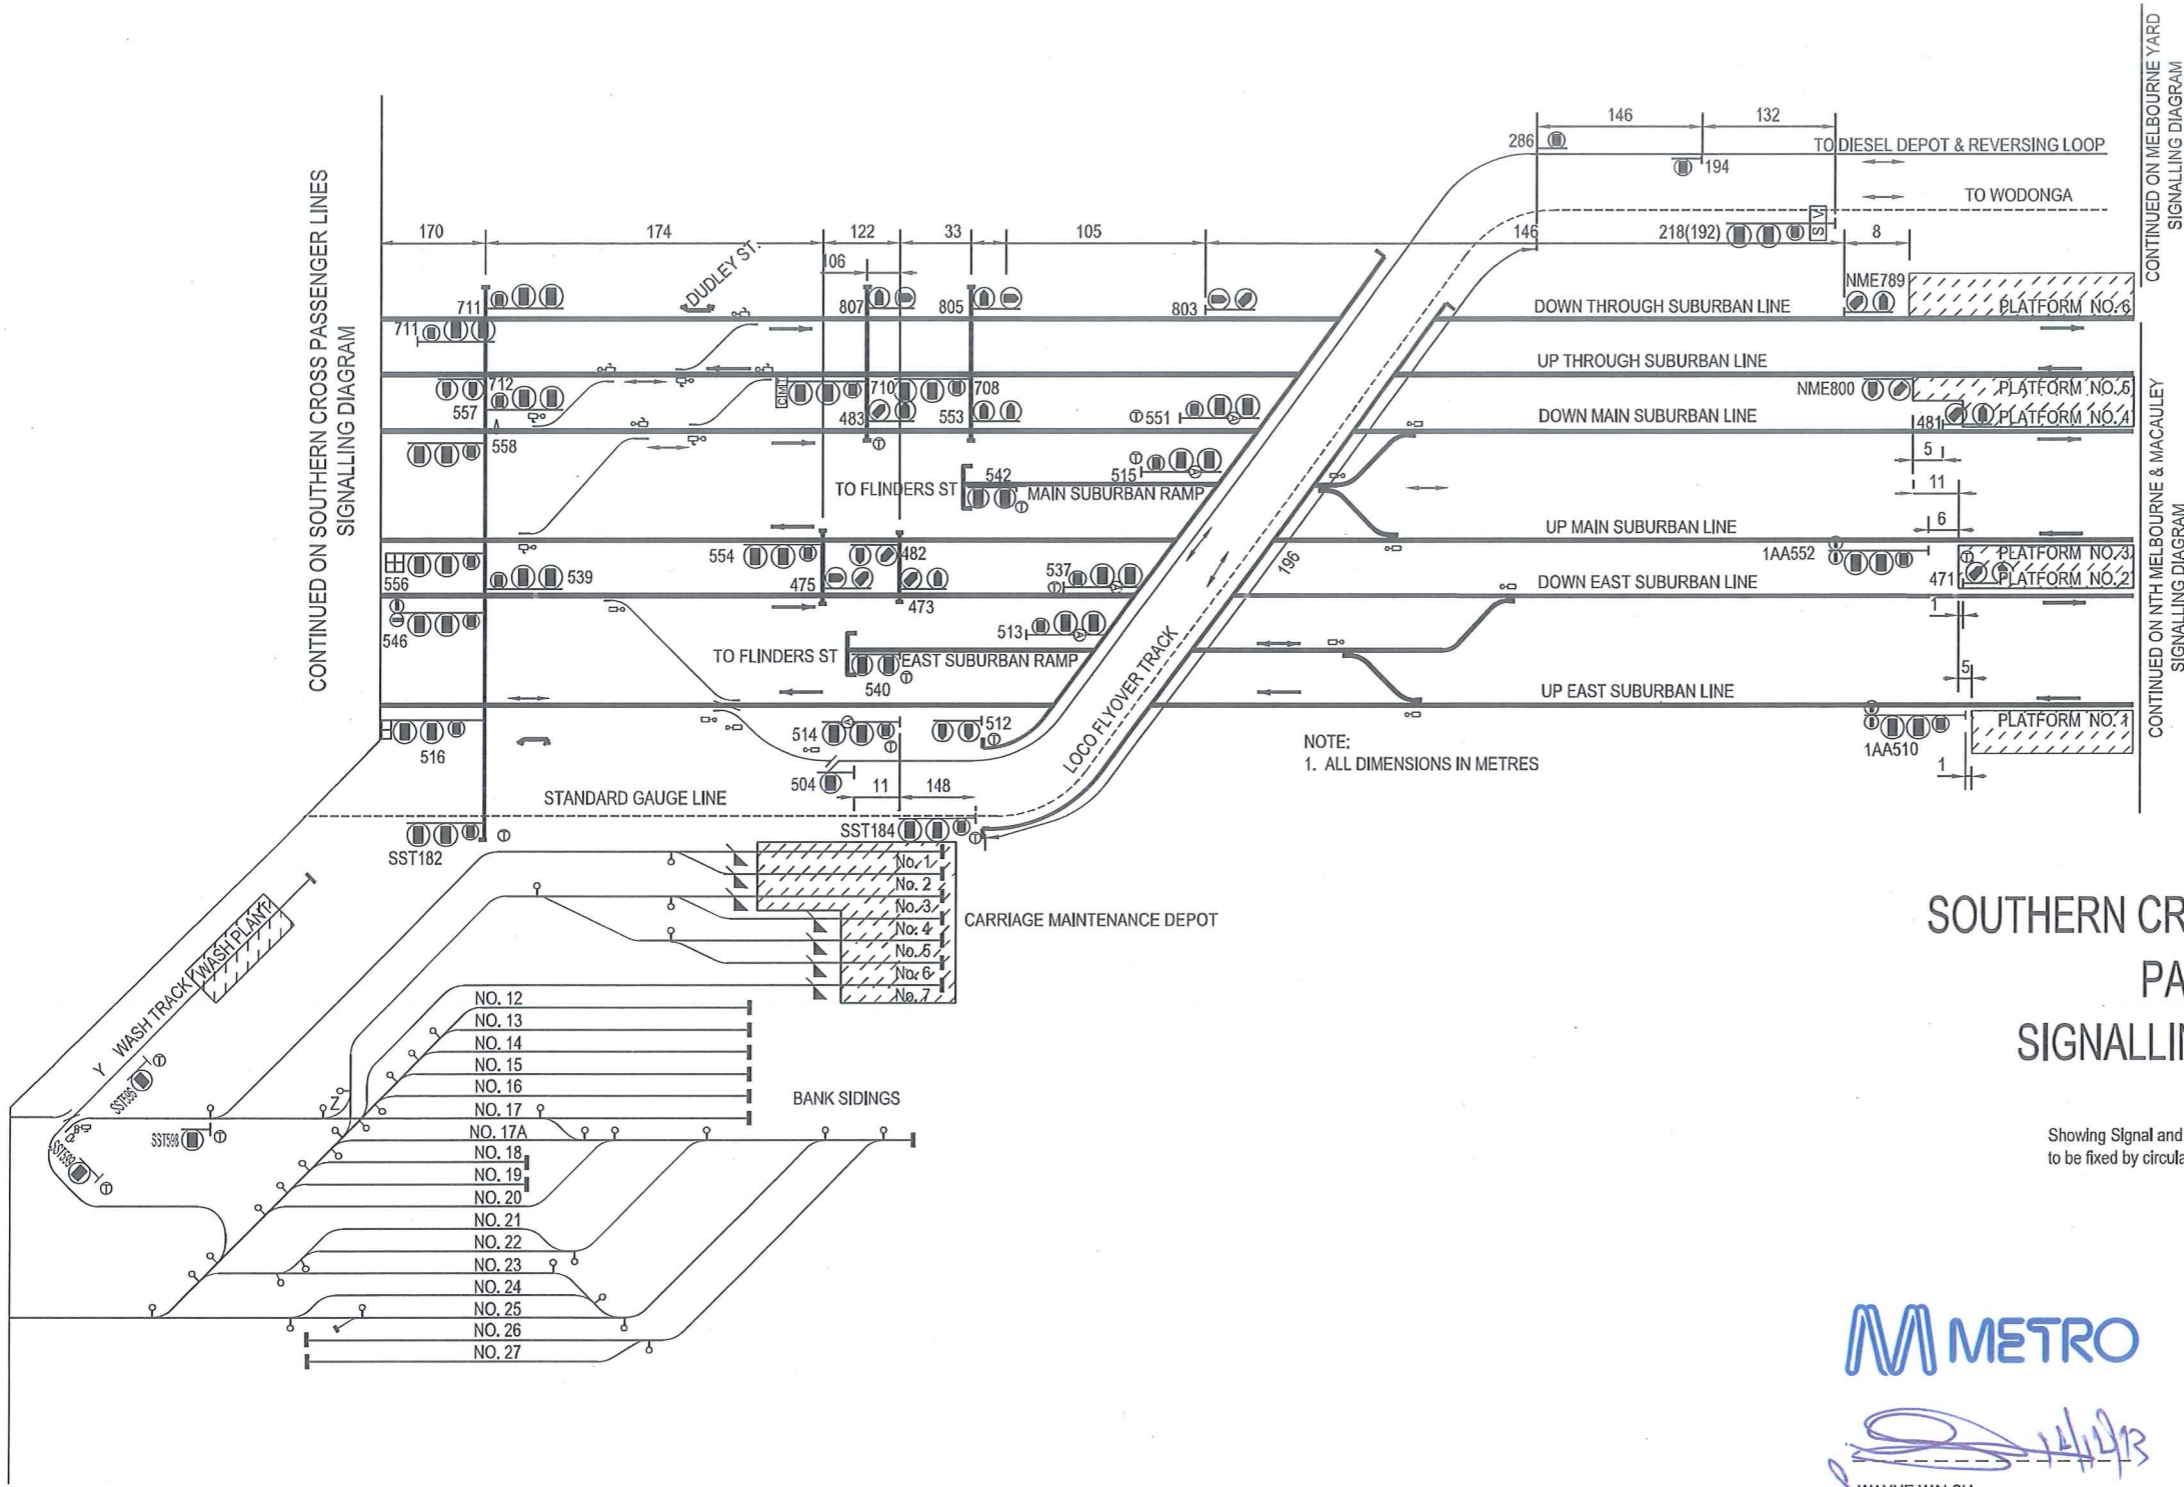 CONTINUED ON SOUTHERN CROSS PASSENGER LINES
SIGNALLING DIAGRAM
CONTINUED ON MELBOURNE YARD
SIGNALLING DIAGRAM
CONTINUED ON NTH MELBOURNE & MACAULEY
SIGNALLING DIAGRAM
146
132
286
TO DIESEL DEPOT & REVERSING LOOP
194
TO WODONGA
170
174
122
33
105
146
218(192)
8
106
DUDLEY ST.
711
807
805
803
DOWN THROUGH SUBURBAN LINE
NME789
PLATFORM NO. 6
711
UP THROUGH SUBURBAN LINE
712
710
708
NME800
PLATFORM NO. 5
557
483
553
551
DOWN MAIN SUBURBAN LINE
481
PLATFORM NO. 4
558
5
542
515
TO FLINDERS ST
MAIN SUBURBAN RAMP
11
6
UP MAIN SUBURBAN LINE
554
482
1AA552
PLATFORM NO. 3
556
539
475
537
DOWN EAST SUBURBAN LINE
471
PLATFORM NO. 2
473
1
196
546
513
TO FLINDERS ST
EAST SUBURBAN RAMP
540
5
UP EAST SUBURBAN LINE
PLATFORM NO. 1
516
514
512
1AA510
1
LOCO FLYOVER TRACK
NOTE:
1. ALL DIMENSIONS IN METRES
504
11
148
STANDARD GAUGE LINE
SST184
SST182
No. 1
No. 2
No. 3
No. 4
No. 5
No. 6
No. 7
CARRIAGE MAINTENANCE DEPOT
WASH PLANT
Y WASH TRACK
SST596
SST598
SST599
Z
NO. 12
NO. 13
NO. 14
NO. 15
NO. 16
NO. 17
NO. 17A
NO. 18
NO. 19
NO. 20
NO. 21
NO. 22
NO. 23
NO. 24
NO. 25
NO. 26
NO. 27
BANK SIDINGS
SOUTHERN CR
PA
SIGNALLI
Showing Signal and
to be fixed by circula
METRO
WAYNE WALSH